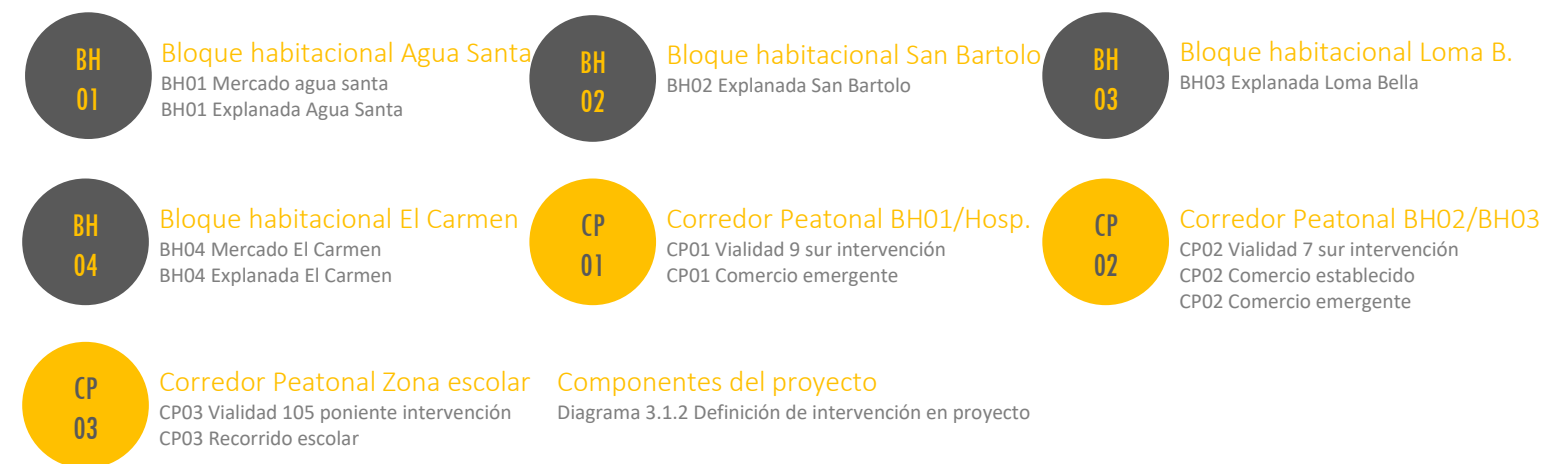 BH
01
Bloque habitacional Agua Santa
BH01 Mercado agua santa
BH01 Explanada Agua Santa
BH
02
Bloque habitacional San Bartolo
BH02 Explanada San Bartolo
BH
03
Bloque habitacional Loma B.
BH03 Explanada Loma Bella
BH
04
Bloque habitacional El Carmen
BH04 Mercado El Carmen
BH04 Explanada El Carmen
CP
01
Corredor Peatonal BH01/Hosp.
CP01 Vialidad 9 sur intervención
CP01 Comercio emergente
CP
02
Corredor Peatonal BH02/BH03
CP02 Vialidad 7 sur intervención
CP02 Comercio establecido
CP02 Comercio emergente
CP
03
Corredor Peatonal Zona escolar
CP03 Vialidad 105 poniente intervención
CP03 Recorrido escolar
Componentes del proyecto
Diagrama 3.1.2 Definición de intervención en proyecto